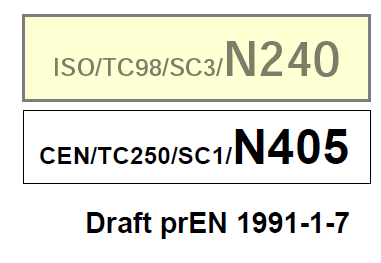 ISO/TC98/SC3/N240
CEN/TC250/SC1/N405
Draft prEN 1991-1-7